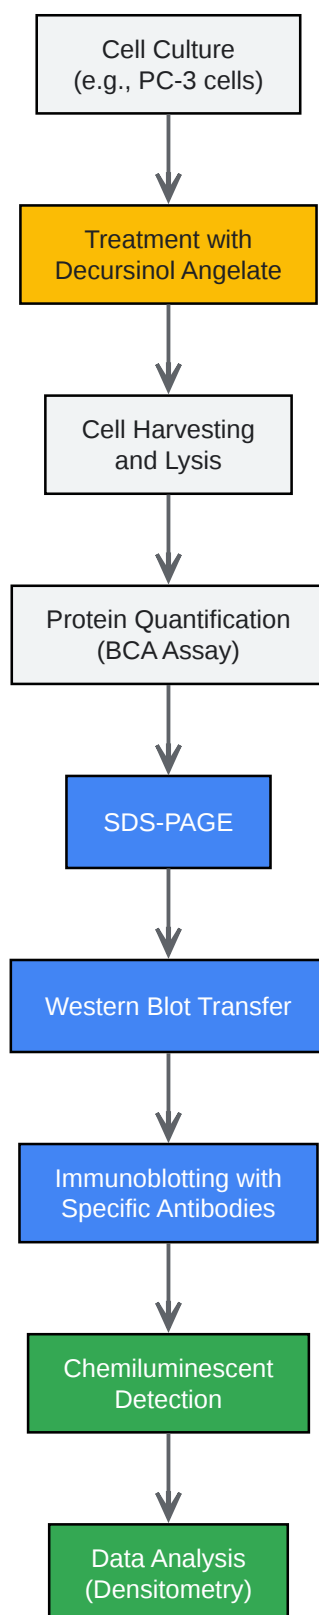 Cell Culture
(e.g., PC-3 cells)
Treatment with
Decursinol Angelate
Cell Harvesting
and Lysis
Protein Quantification
(BCA Assay)
SDS-PAGE
Western Blot Transfer
Immunoblotting with
Specific Antibodies
Chemiluminescent
Detection
Data Analysis
(Densitometry)